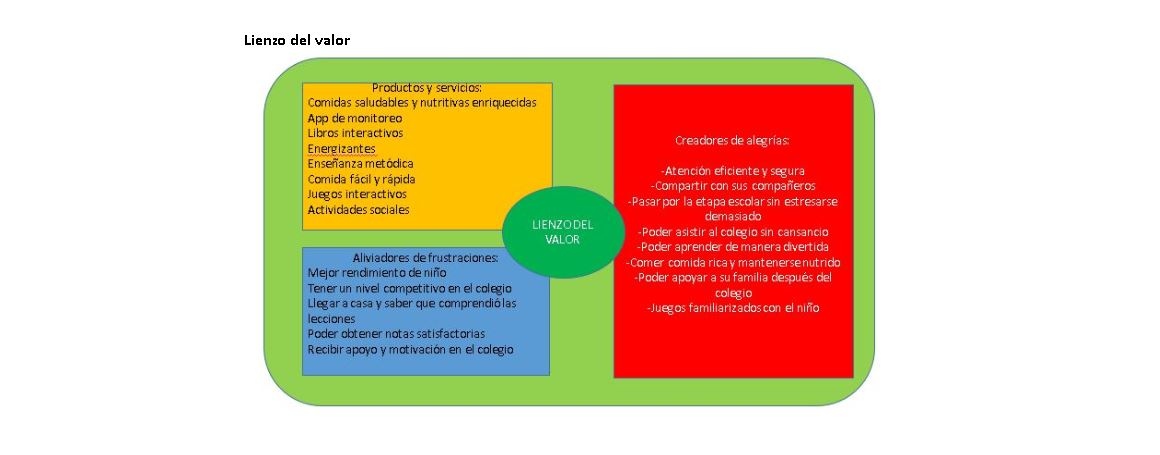 Lienzo del valor
Productos y servicios:
Comidas saludables y nutritivas enriquecidas
App de monitoreo
Libros interactivos
Energizantes
Enseñanza metódica
Comida fácil y rápida
Juegos interactivos
Actividades sociales
Aliviadores de frustraciones:
Mejor rendimiento de niño
Tener un nivel competitivo en el colegio
Llegar a casa y saber que comprendió las
lecciones
Poder obtener notas satisfactorias
Recibir apoyo y motivación en el colegio
LIENZO DEL
VALOR
Creadores de alegrías:
-Atención eficiente y segura
-Compartir con sus compañeros
-Pasar por la etapa escolar sin estresarse
demasiado
-Poder asistir al colegio sin cansancio
-Poder aprender de manera divertida
-Comer comida rica y mantenerse nutrido
-Poder apoyar a su familia después del
colegio
-Juegos familiarizados con el niño